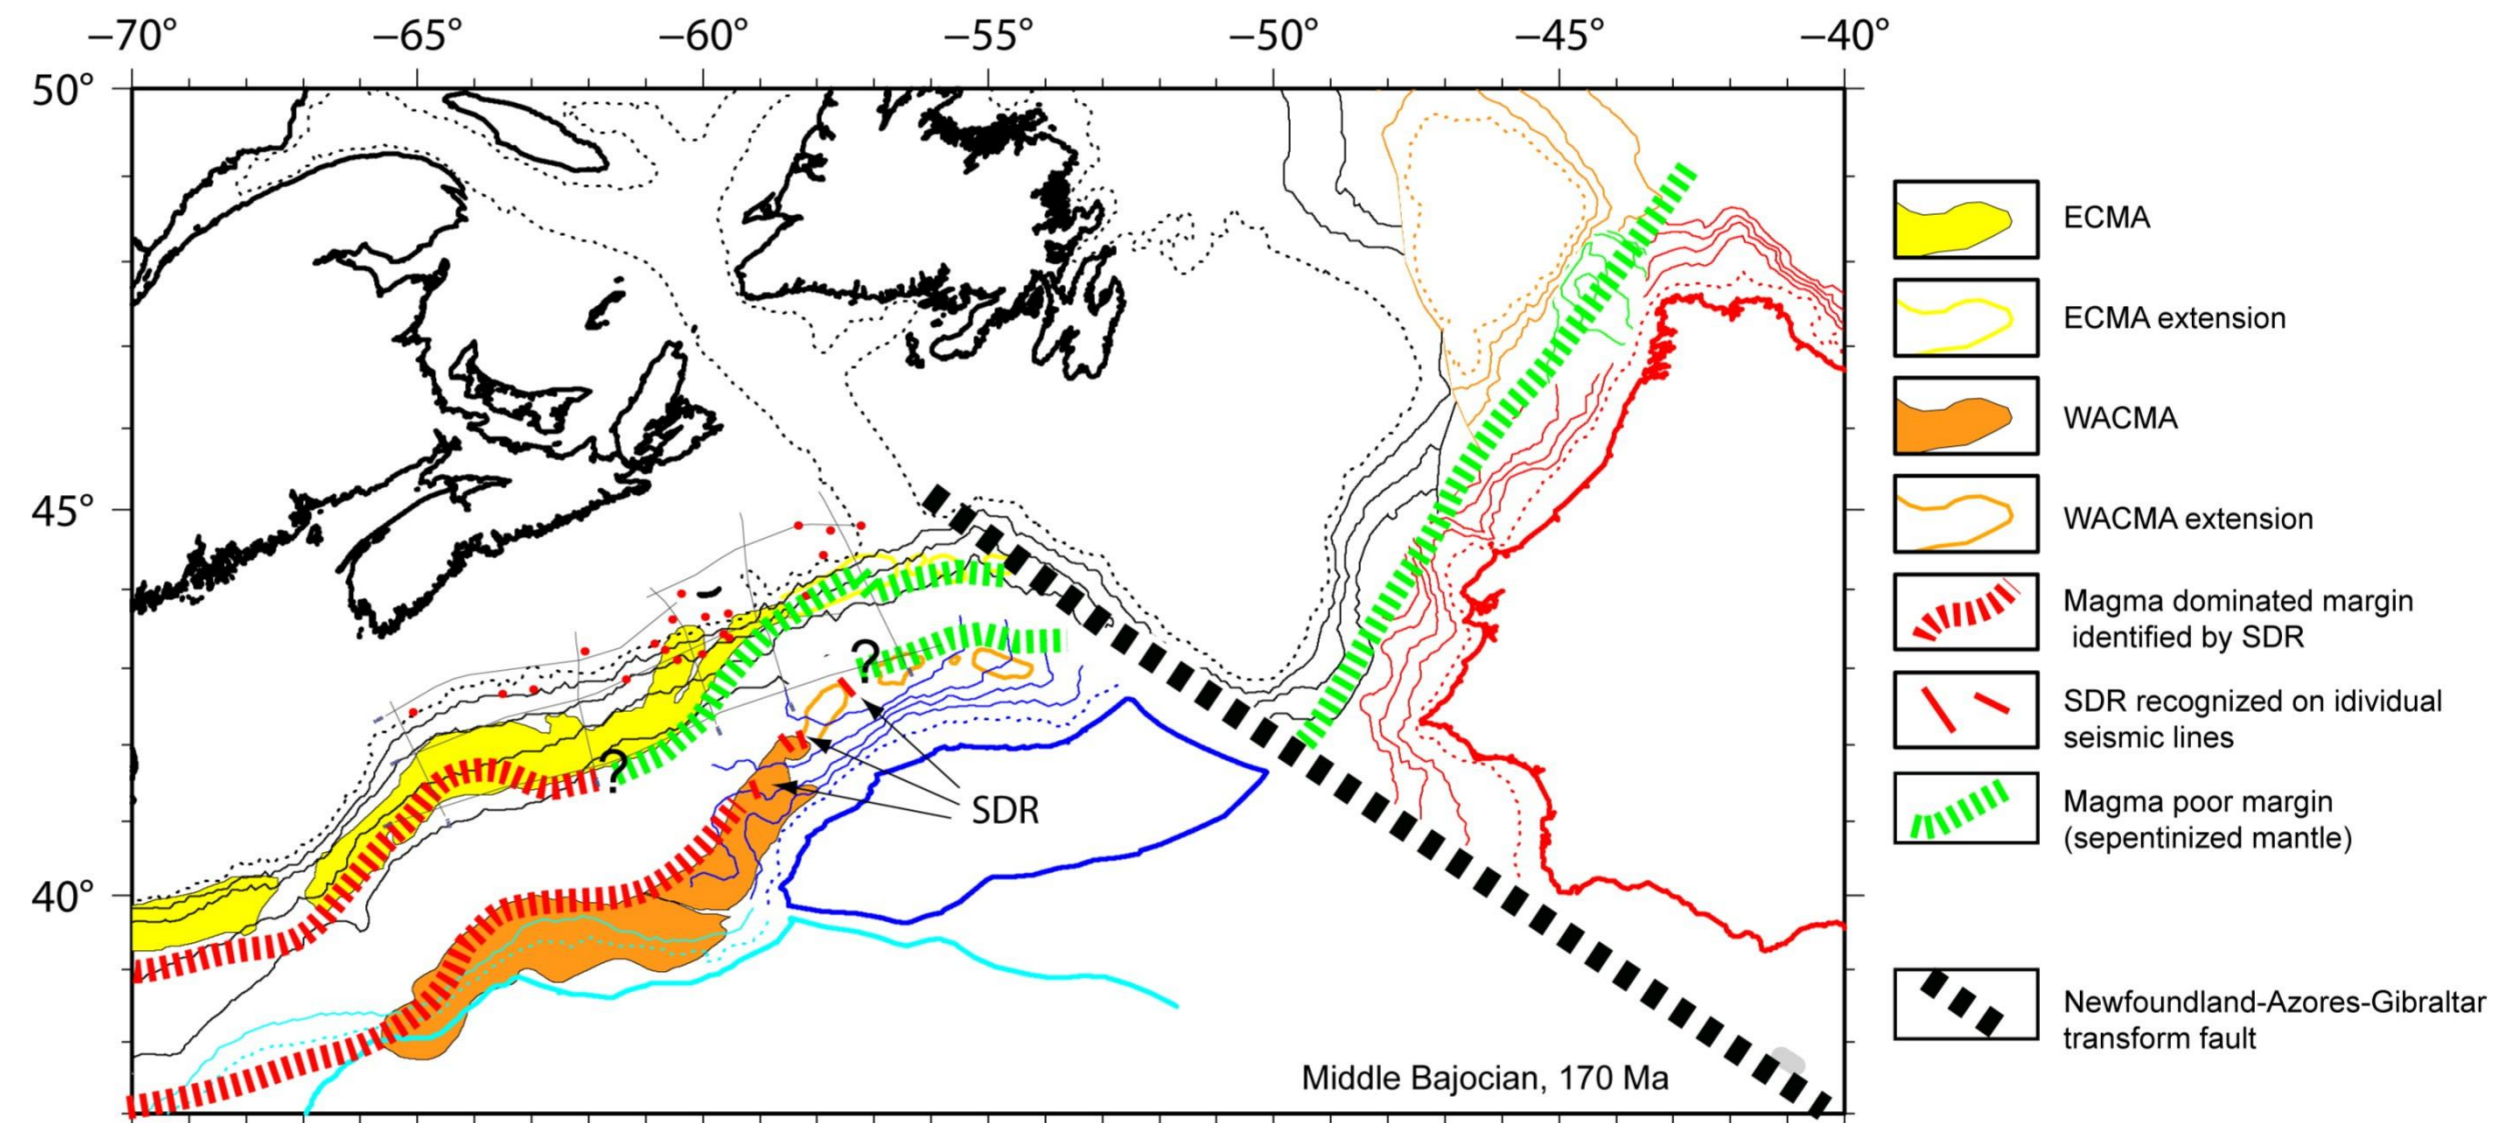 −70° −65° −60° −55° −50° −45° −40°
50°
45°
40°
?
?
SDR
Middle Bajocian, 170 Ma
ECMA
ECMA extension
WACMA
WACMA extension
Magma dominated margin
identified by SDR
SDR recognized on idividual
seismic lines
Magma poor margin
(sepentinized mantle)
Newfoundland-Azores-Gibraltar
transform fault